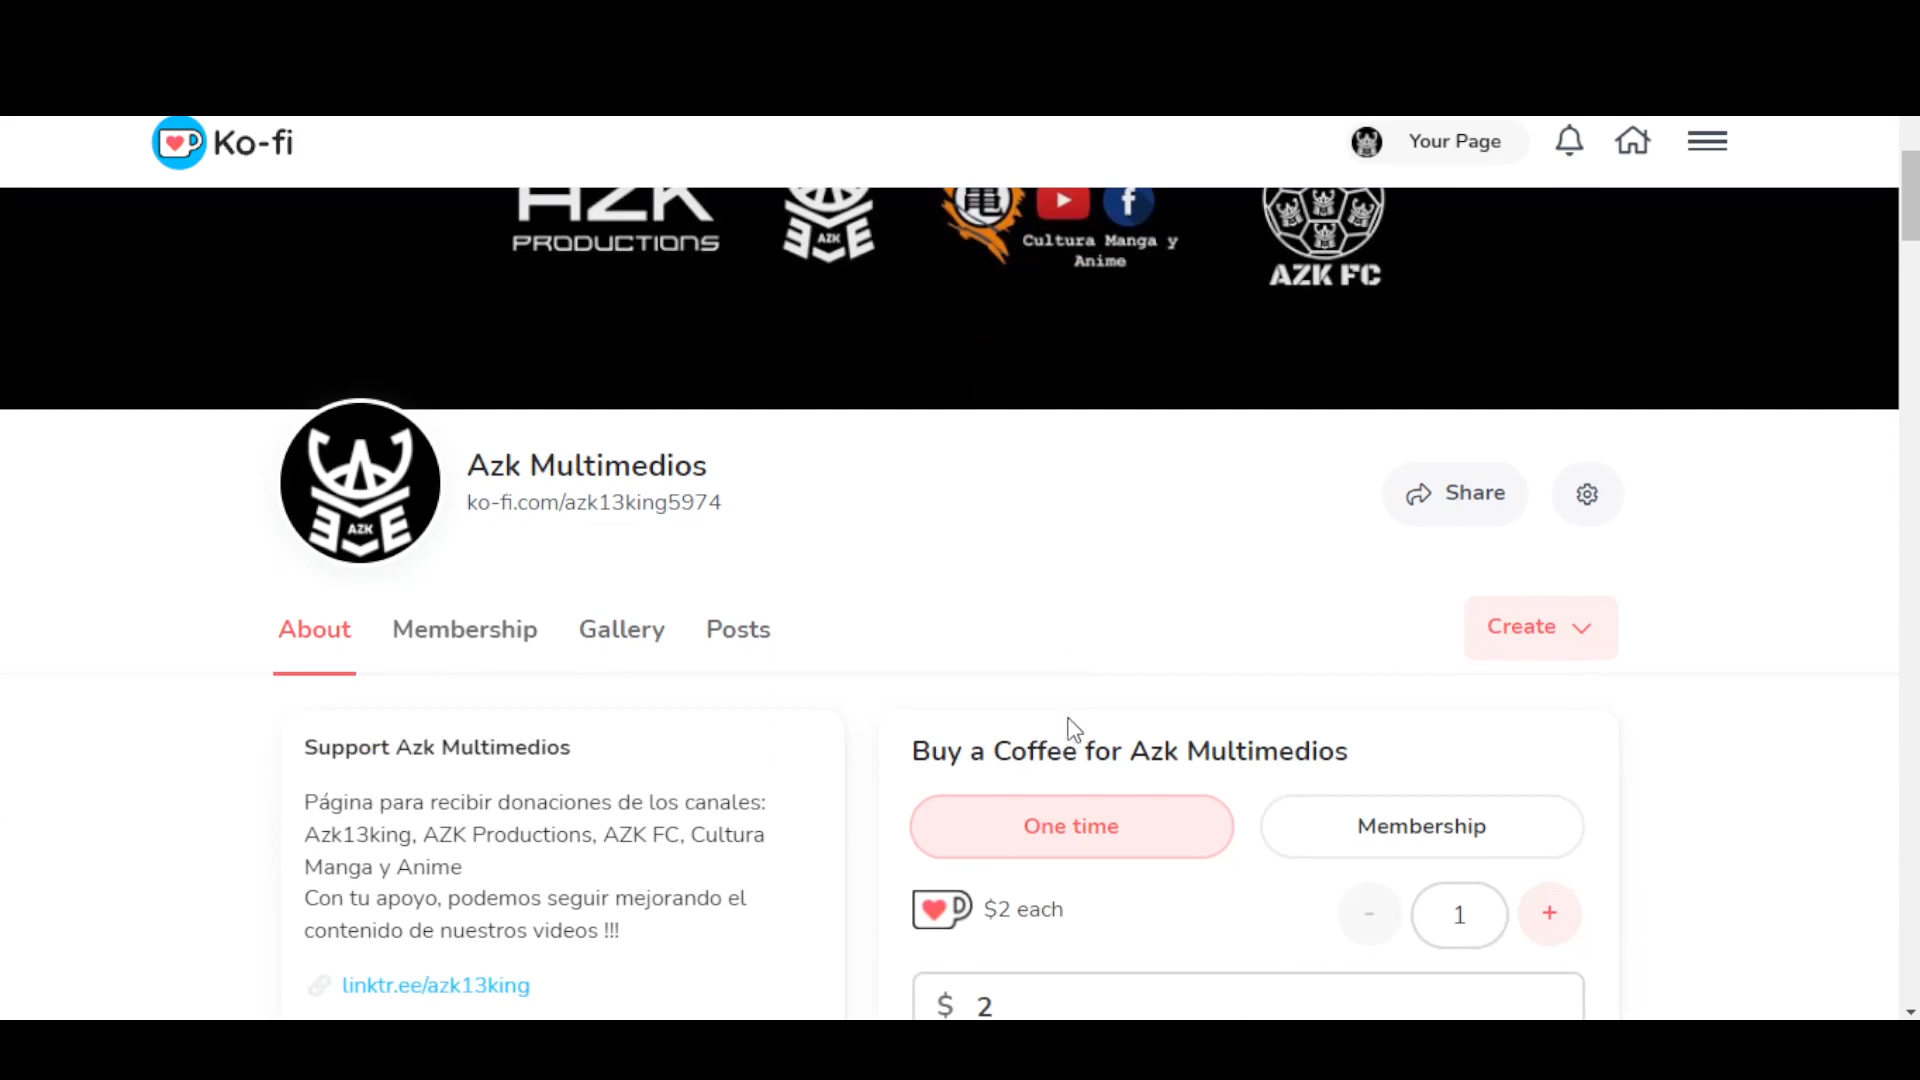 Ko-fi
Your Page
AZK
PRODUCTIONS
AZK
Cultura Manga y
Anime
AZK FC
AZK
Azk Multimedios
ko-fi.com/azk13king5974
Share
About Membership Gallery Posts
Create
Support Azk Multimedios
Página para recibir donaciones de los canales:
Azk13king, AZK Productions, AZK FC, Cultura
Manga y Anime
Con tu apoyo, podemos seguir mejorando el
contenido de nuestros videos !!!
linktr.ee/azk13king
Buy a Coffee for Azk Multimedios
One time Membership
$2 each - 1 +
$ 2